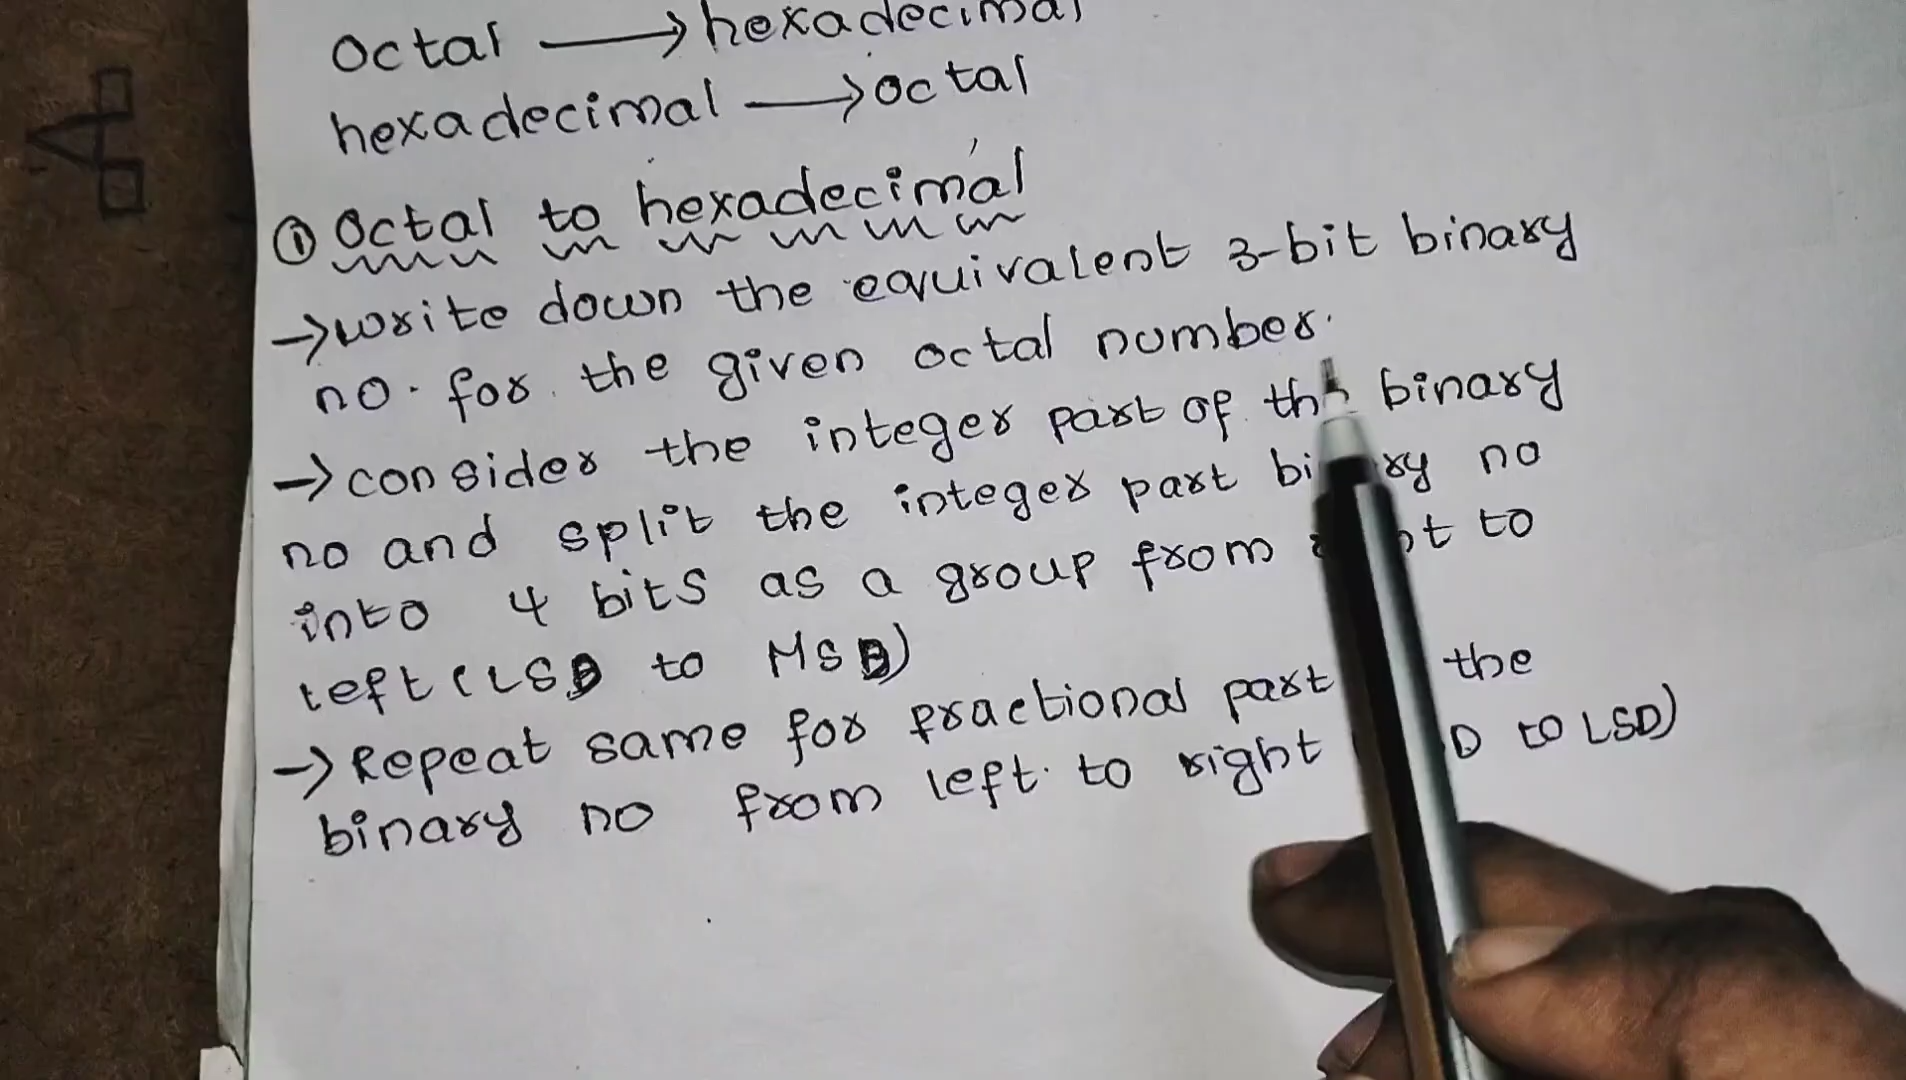 Octal → hexadecimal
hexadecimal → octal
① Octal to hexadecimal
→ write down the equivalent 3-bit binary
no. for the given octal number.
→ consider the integer part of the binary
no and split the integer part binary no
into 4 bits as a group from to
left (LSD to MSD)
→ Repeat same for fractional part the
binary no from left to right D to LSD)